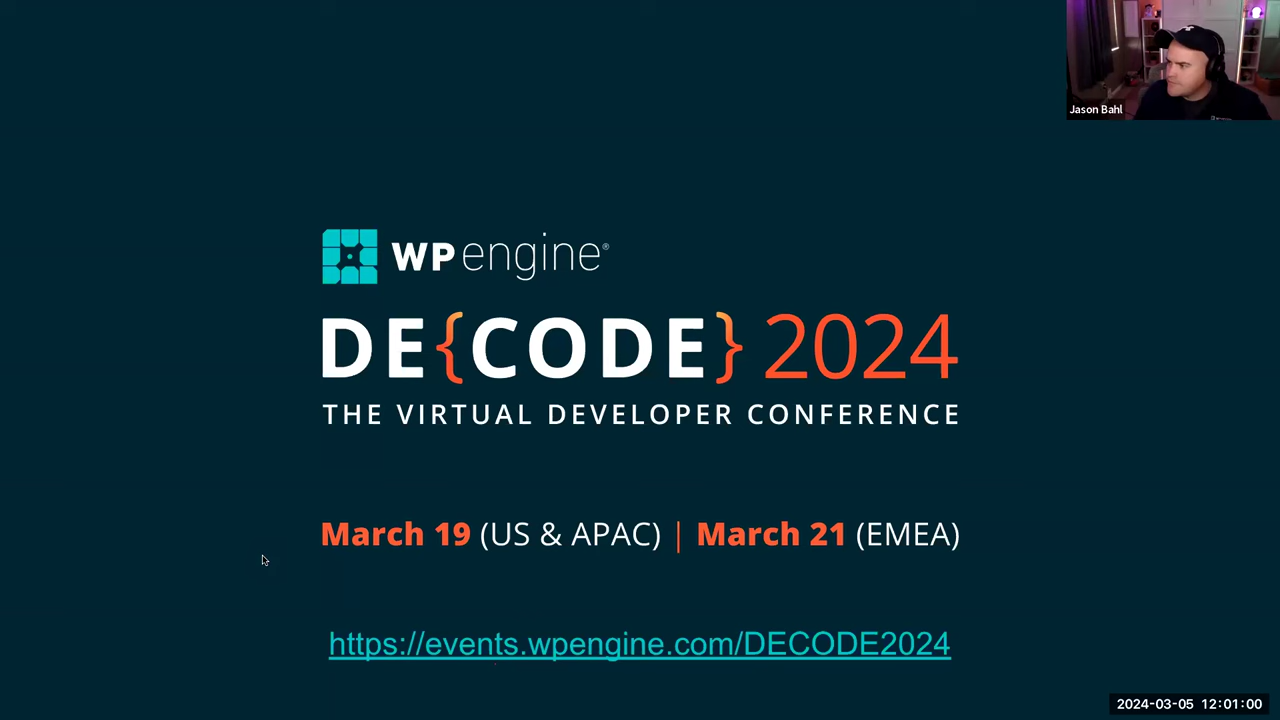 Jason Bahl
WP engine®
DE{CODE} 2024
THE VIRTUAL DEVELOPER CONFERENCE
March 19 (US & APAC) | March 21 (EMEA)
https://events.wpengine.com/DECODE2024
2024-03-05 12:01:00